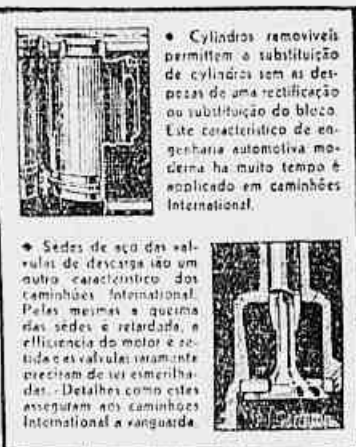 • Cylindros removiveis
permittem a substituição
de cylindros sem as des-
pezas de uma rectificação
ou substituição do bloco.
Este caracteristico de en-
genharia automotiva mo-
derna ha muito tempo é
applicado em caminhões
International.
• Sédes de aço das val-
vulas de descarga são um
outro caracteristico dos
caminhões International.
Pelas mesmas a queima
das sédes é retardada, a
efficiencia do motor é re-
tida e as valvulas raramente
precisam de ser esmerilha-
das. - Detalhes como estes
asseguram aos caminhões
International a vanguarda.